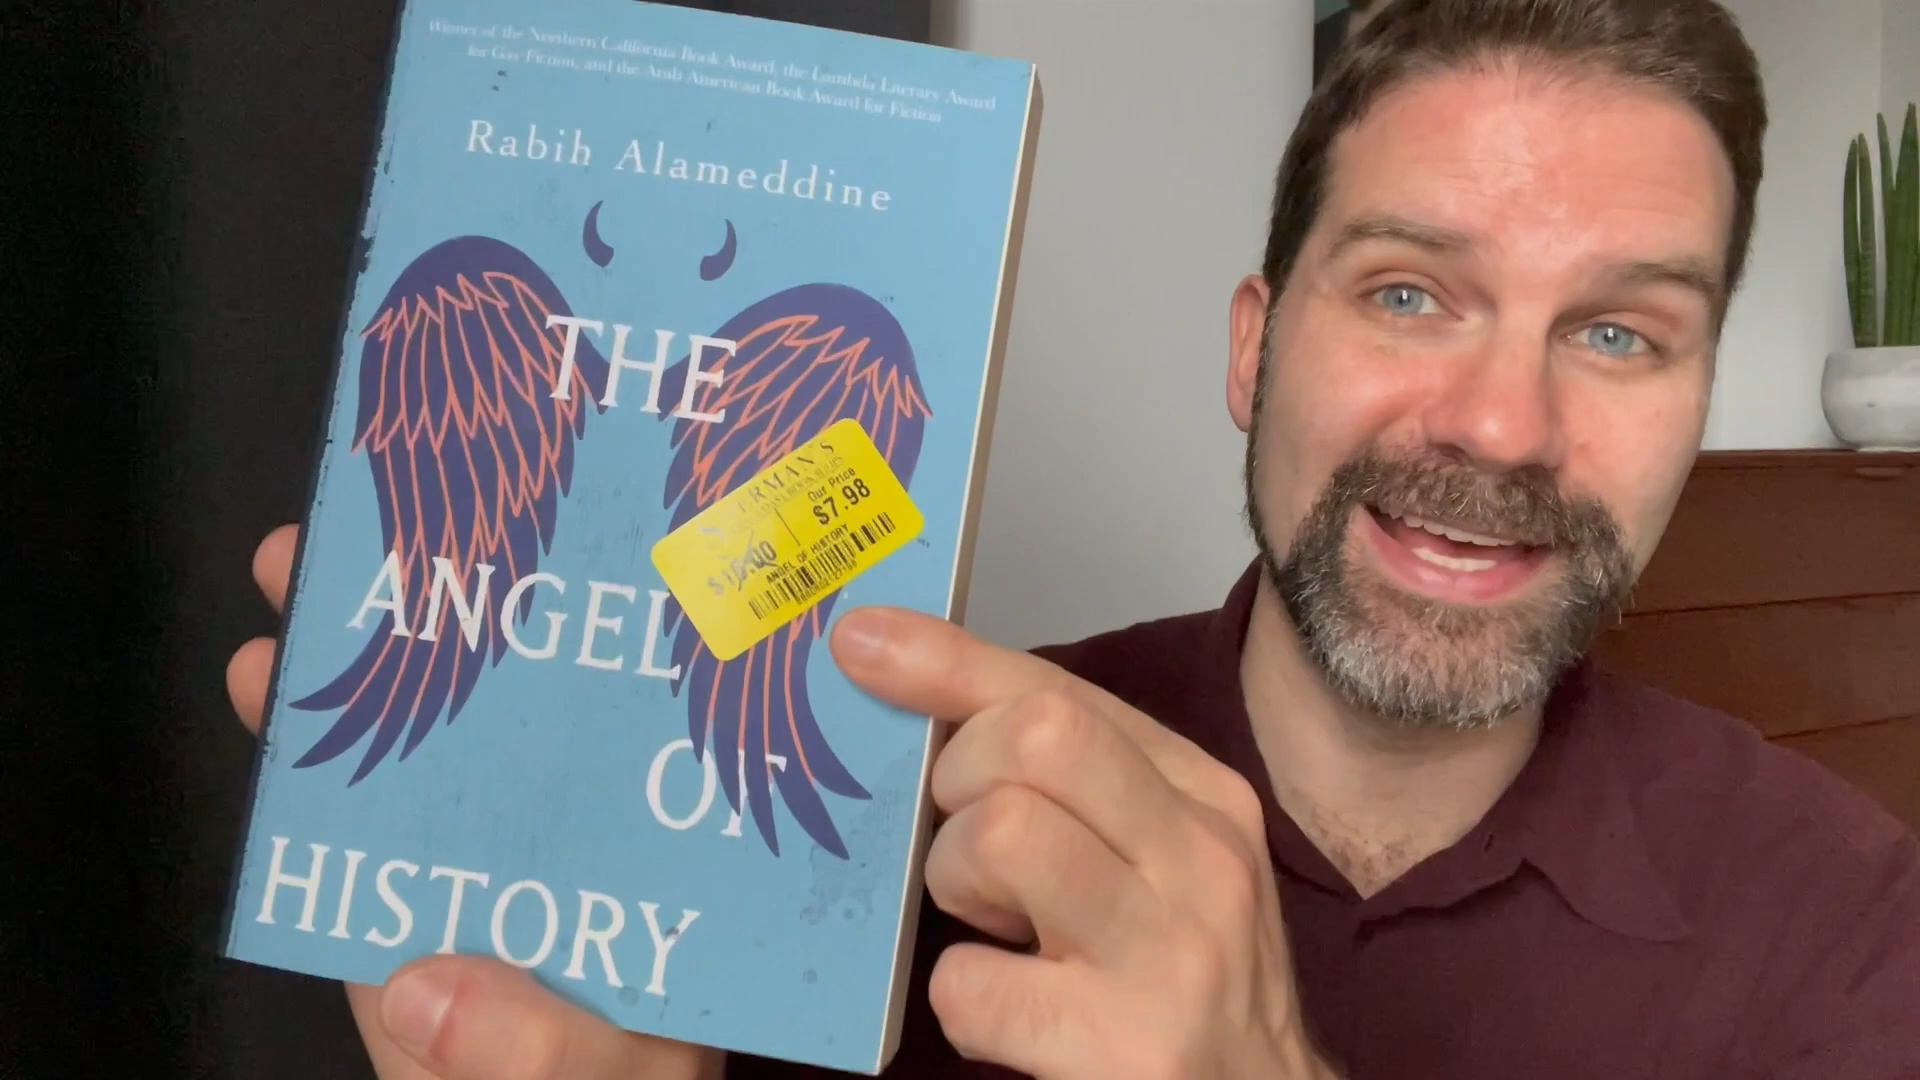 Winner of the Northern California Book Award, the Lambda Literary Award
for Gay Fiction, and the Arab American Book Award for Fiction
Rabih Alameddine
THE
ANGEL
OF
HISTORY
Our Price
$7.98
ANGEL OF HISTORY